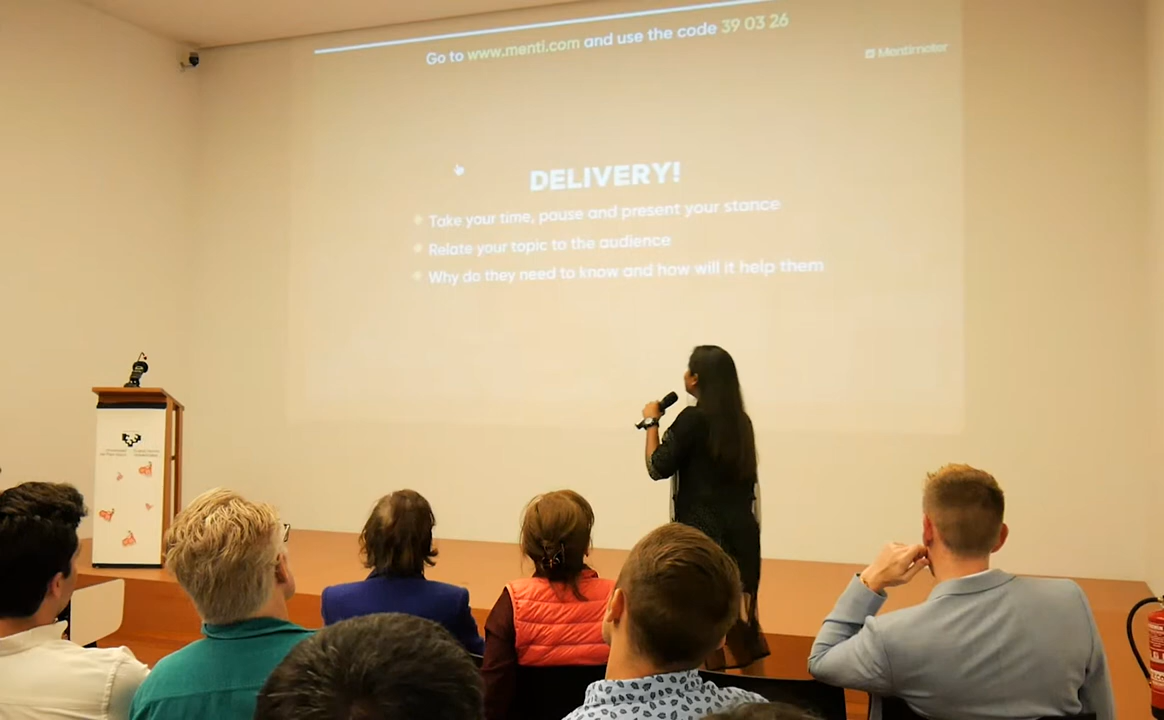 Go to www.menti.com and use the code 39 03 26
Mentimeter
DELIVERY!
Take your time, pause and present your stance
Relate your topic to the audience
Why do they need to know and how will it help them